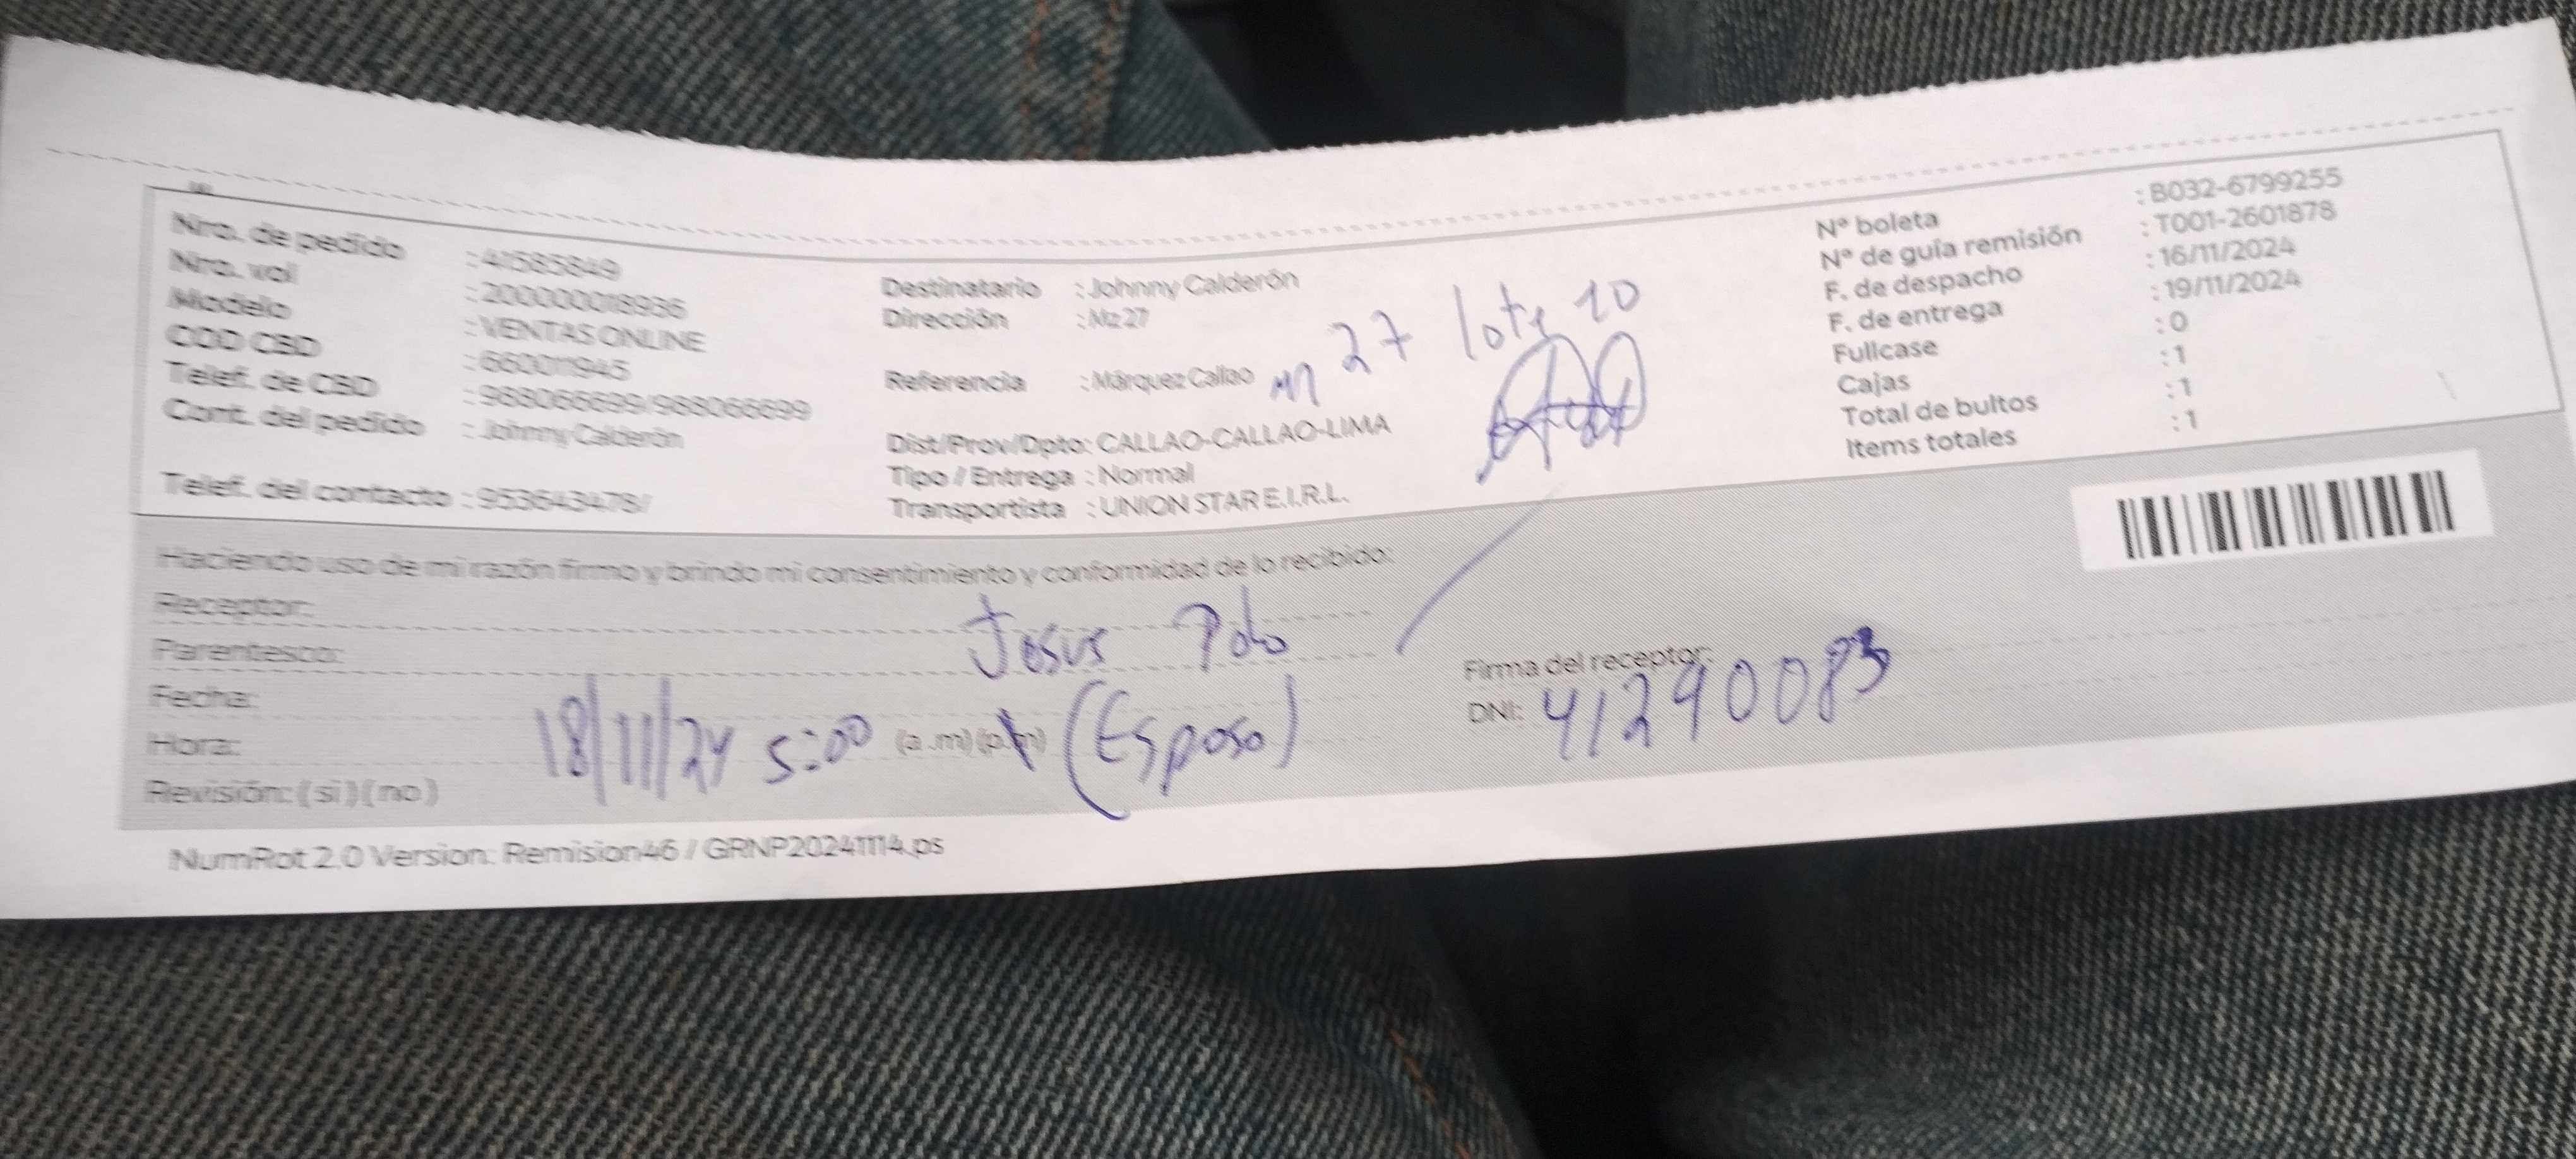 Nro. de pedido : 41585849
Nro. val : 200000018936
Modelo : VENTAS ONLINE
COD CBD : 660011945
Telef. de CBD : 988066699/988066699
Cont. del pedido : Johnny Calderón
Telef. del contacto : 953643478/
Destinatario : Johnny Calderón
Dirección : Mz 27
Referencia : Márquez Callao
27 lote 10
Dist/Prov/Dpto: CALLAO-CALLAO-LIMA
Tipo / Entrega : Normal
Transportista : UNION STAR E.I.R.L.
N° boleta : B032-6799255
N° de guía remisión : T001-2601878
F. de despacho : 16/11/2024
F. de entrega : 19/11/2024
Fullcase : 0
Cajas : 1
Total de bultos : 1
Items totales : 1
Haciendo uso de mi razón firmo y brindo mi consentimiento y conformidad de lo recibido:
Receptor: Jesus Polo
Parentesco: (Esposo)
Fecha: 18/11/24
Hora: 5:00 (a .m) (p.m)
Revisión: ( si ) ( no )
Firma del receptor:
DNI: 41290083
NumRot 2.0 Version: Remision46 / GRNP20241114.ps